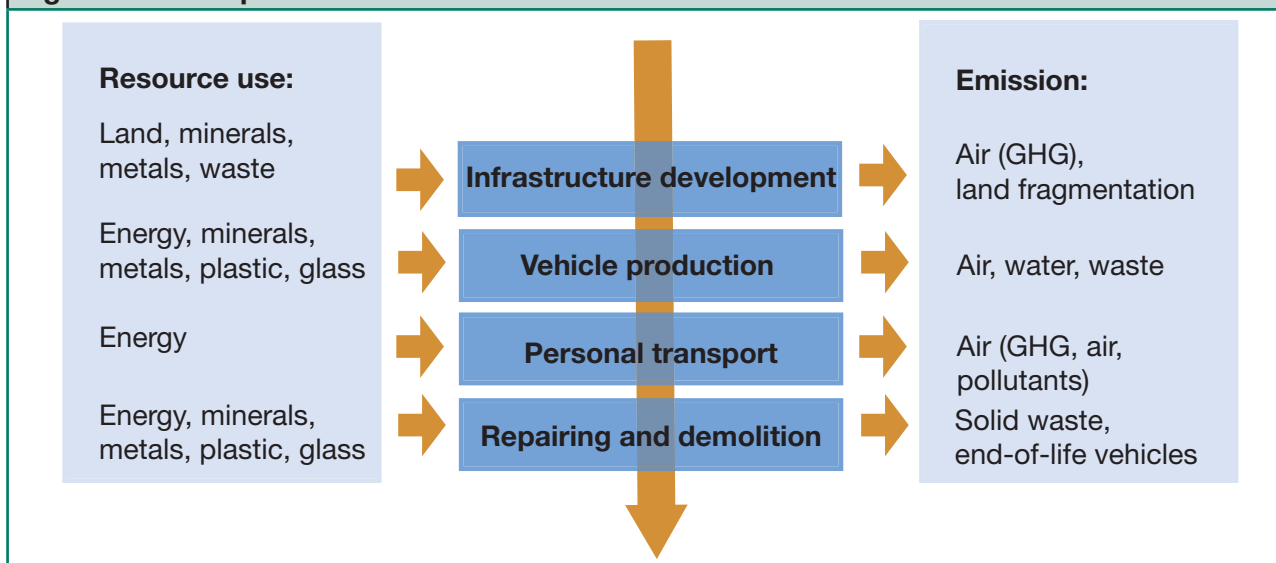 Resource use:
Land, minerals,
metals, waste
Energy, minerals,
metals, plastic, glass
Energy
Energy, minerals,
metals, plastic, glass
Infrastructure development
Vehicle production
Personal transport
Repairing and demolition
Emission:
Air (GHG),
land fragmentation
Air, water, waste
Air (GHG, air,
pollutants)
Solid waste,
end-of-life vehicles